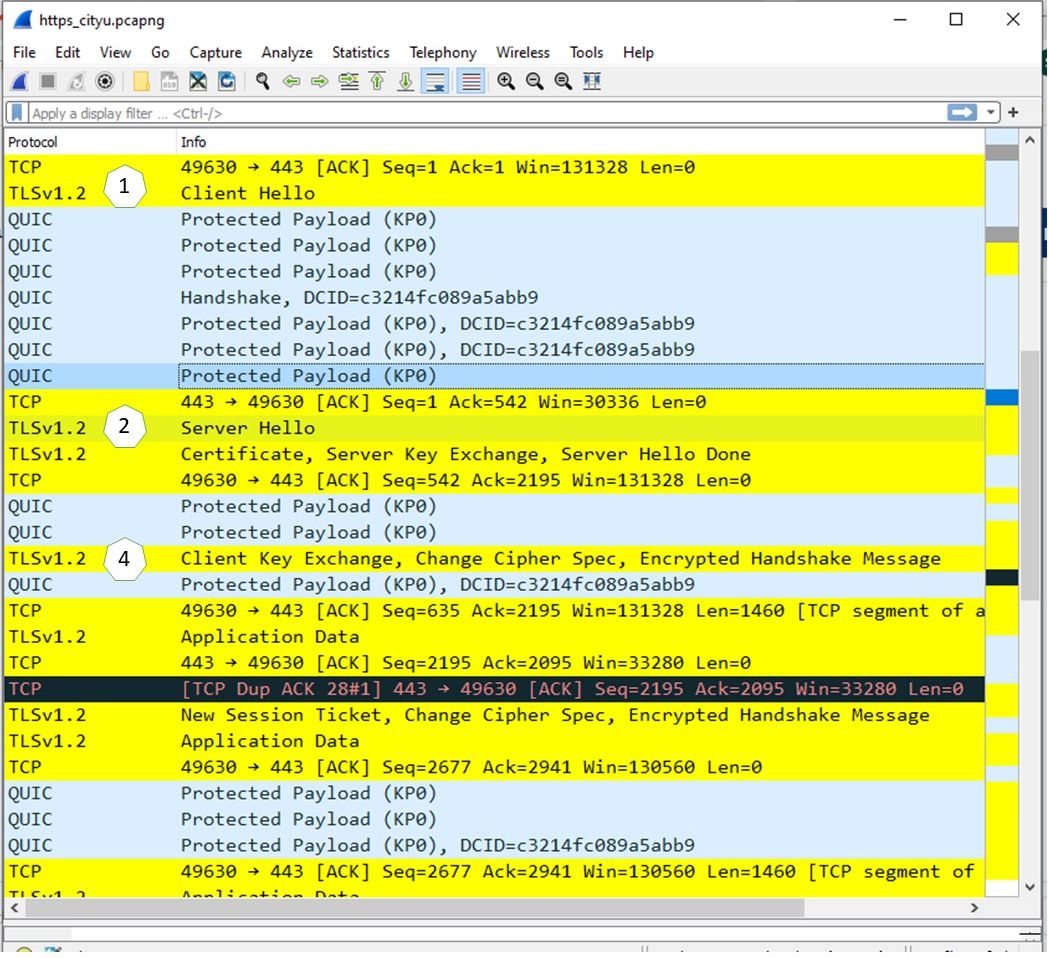 https_cityu.pcapng
File Edit View Go Capture Analyze Statistics Telephony Wireless Tools Help
Apply a display filter ... <Ctrl-/>
+
Protocol Info
TCP 49630 → 443 [ACK] Seq=1 Ack=1 Win=131328 Len=0
1
TLSv1.2 Client Hello
QUIC Protected Payload (KP0)
QUIC Protected Payload (KP0)
QUIC Protected Payload (KP0)
QUIC Handshake, DCID=c3214fc089a5abb9
QUIC Protected Payload (KP0), DCID=c3214fc089a5abb9
QUIC Protected Payload (KP0), DCID=c3214fc089a5abb9
QUIC Protected Payload (KP0)
TCP 443 → 49630 [ACK] Seq=1 Ack=542 Win=30336 Len=0
TLSv1.2 2 Server Hello
TLSv1.2 Certificate, Server Key Exchange, Server Hello Done
TCP 49630 → 443 [ACK] Seq=542 Ack=2195 Win=131328 Len=0
QUIC Protected Payload (KP0)
QUIC Protected Payload (KP0)
TLSv1.2 4 Client Key Exchange, Change Cipher Spec, Encrypted Handshake Message
QUIC Protected Payload (KP0), DCID=c3214fc089a5abb9
TCP 49630 → 443 [ACK] Seq=635 Ack=2195 Win=131328 Len=1460 [TCP segment of a
TLSv1.2 Application Data
TCP 443 → 49630 [ACK] Seq=2195 Ack=2095 Win=33280 Len=0
TCP [TCP Dup ACK 28#1] 443 → 49630 [ACK] Seq=2195 Ack=2095 Win=33280 Len=0
TLSv1.2 New Session Ticket, Change Cipher Spec, Encrypted Handshake Message
TLSv1.2 Application Data
TCP 49630 → 443 [ACK] Seq=2677 Ack=2941 Win=130560 Len=0
QUIC Protected Payload (KP0)
QUIC Protected Payload (KP0)
QUIC Protected Payload (KP0), DCID=c3214fc089a5abb9
TCP 49630 → 443 [ACK] Seq=2677 Ack=2941 Win=130560 Len=1460 [TCP segment of
TLSv1.2 Application Data